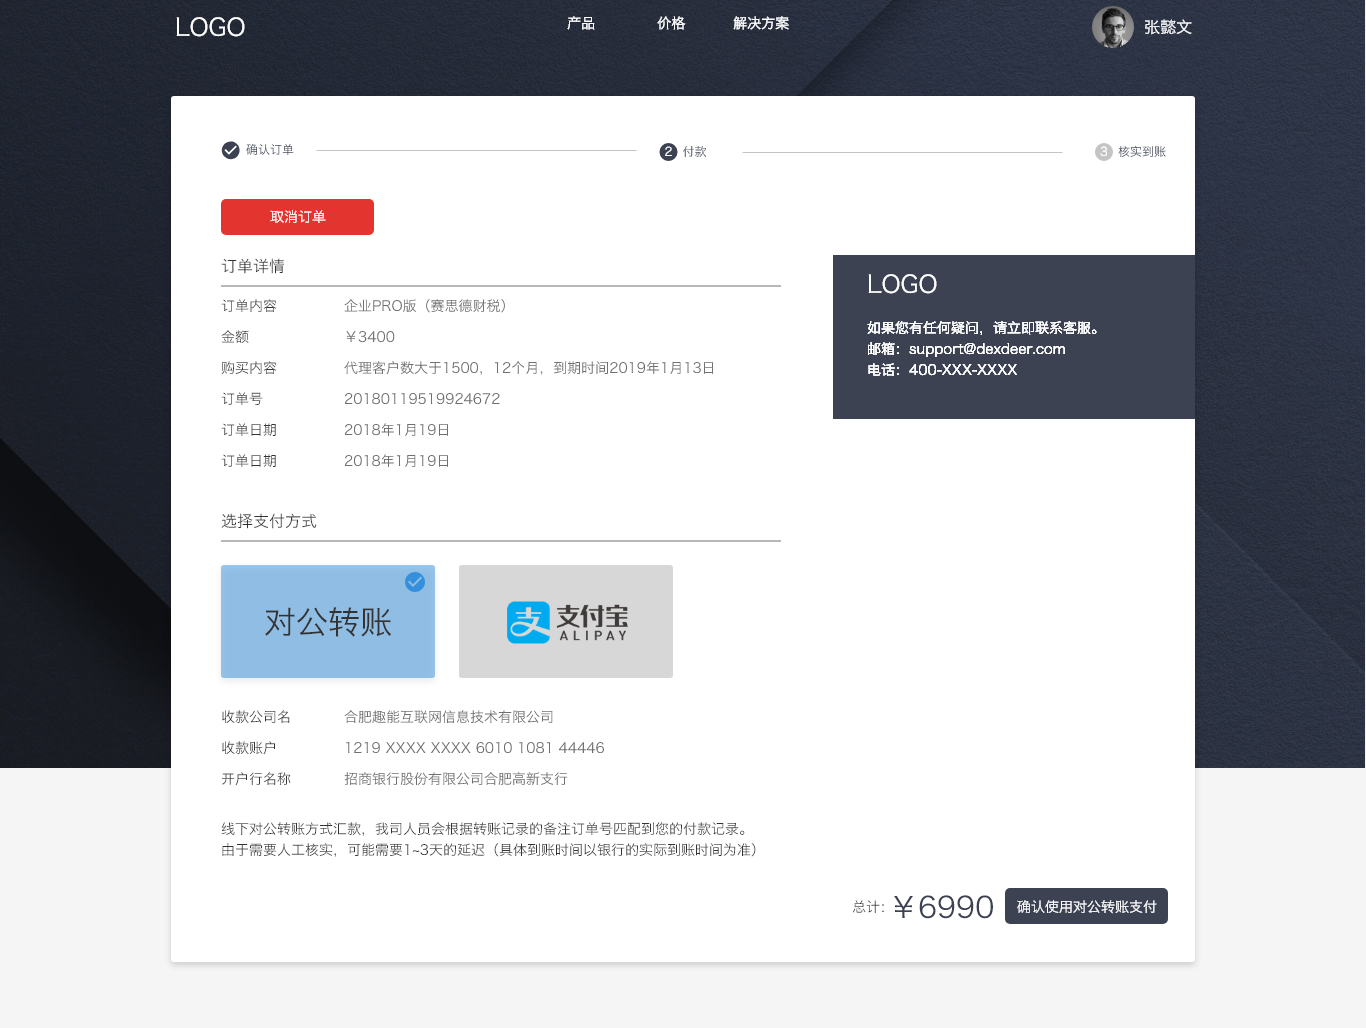 LOGO
产品
价格
解决方案
张懿文
确认订单
2 付款
3 核实到账
取消订单
订单详情
订单内容 企业PRO版（赛思德财税）
金额 ￥3400
购买内容 代理客户数大于1500，12个月，到期时间2019年1月13日
订单号 20180119519924672
订单日期 2018年1月19日
订单日期 2018年1月19日
LOGO
如果您有任何疑问，请立即联系客服。
邮箱：support@dexdeer.com
电话：400-XXX-XXXX
选择支付方式
对公转账
支付宝
ALIPAY
收款公司名 合肥趣能互联网信息技术有限公司
收款账户 1219 XXXX XXXX 6010 1081 44446
开户行名称 招商银行股份有限公司合肥高新支行
线下对公转账方式汇款，我司人员会根据转账记录的备注订单号匹配到您的付款记录。
由于需要人工核实，可能需要1~3天的延迟（具体到账时间以银行的实际到账时间为准）
总计：￥6990
确认使用对公转账支付